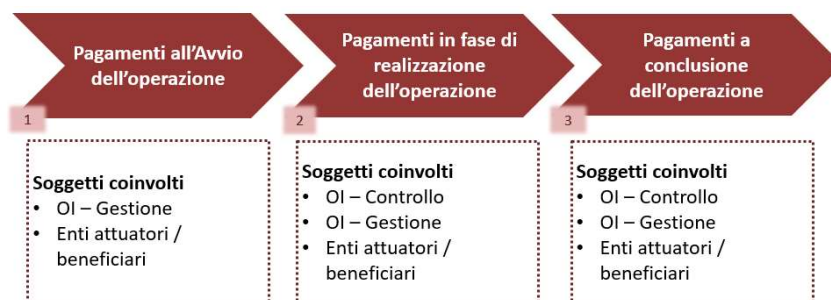 Pagamenti all'Avvio
dell'operazione
1
Soggetti coinvolti
• OI – Gestione
• Enti attuatori /
beneficiari
Pagamenti in fase di
realizzazione
dell'operazione
2
Soggetti coinvolti
• OI – Controllo
• OI – Gestione
• Enti attuatori /
beneficiari
Pagamenti a
conclusione
dell'operazione
3
Soggetti coinvolti
• OI – Controllo
• OI – Gestione
• Enti attuatori /
beneficiari